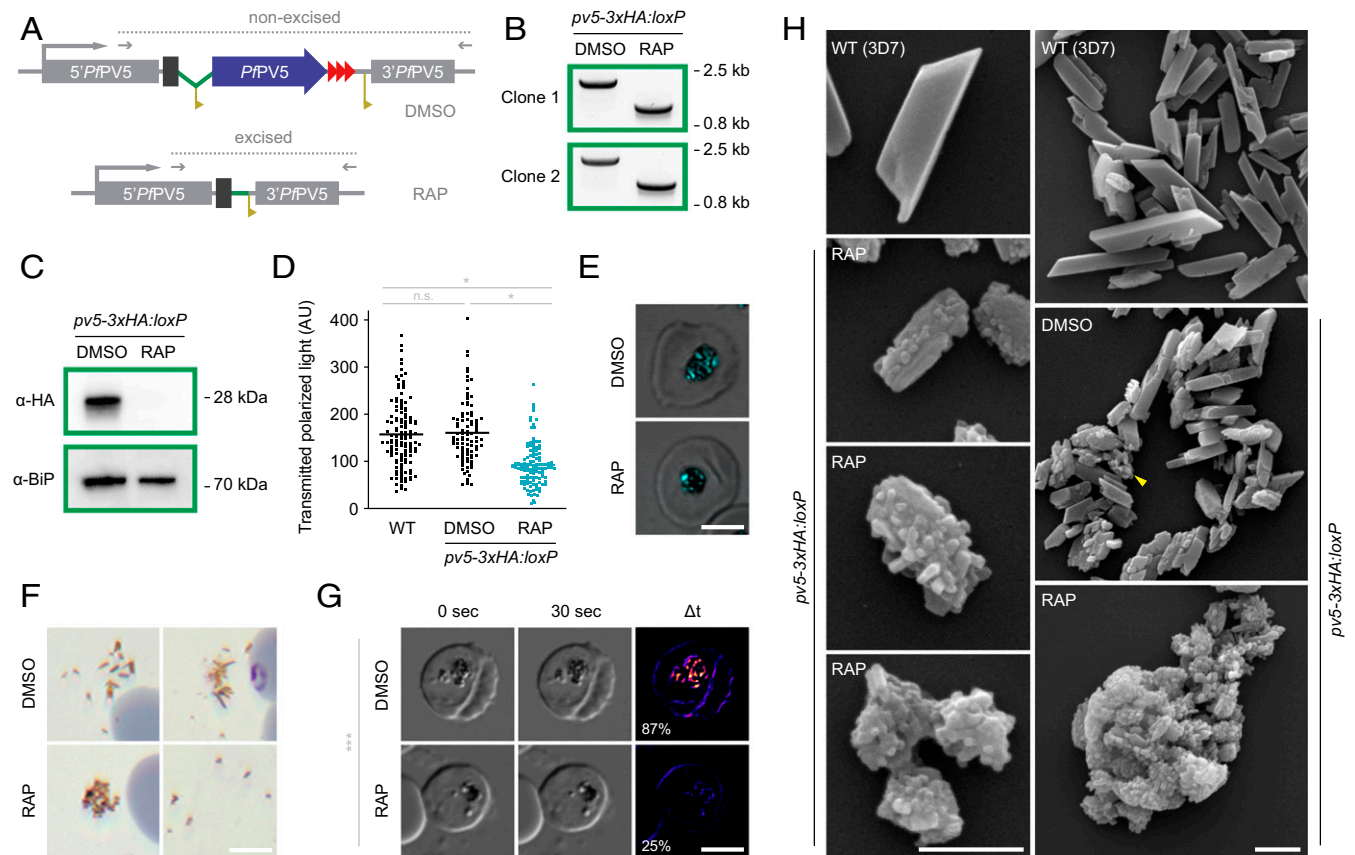 A
non-excised
5'PfPV5
PfPV5
3'PfPV5
DMSO
excised
5'PfPV5
3'PfPV5
RAP
B
pv5-3xHA:loxP
DMSO RAP
Clone 1
- 2.5 kb
- 0.8 kb
Clone 2
- 2.5 kb
- 0.8 kb
C
pv5-3xHA:loxP
DMSO RAP
α-HA
- 28 kDa
α-BiP
- 70 kDa
D
Transmitted polarized light (AU)
*
n.s.
*
400
300
200
100
0
WT
DMSO
RAP
pv5-3xHA:loxP
E
DMSO
RAP
F
DMSO
RAP
G
0 sec
30 sec
Δt
***
DMSO
87%
RAP
25%
H
WT (3D7)
WT (3D7)
RAP
DMSO
RAP
RAP
RAP
pv5-3xHA:loxP
pv5-3xHA:loxP